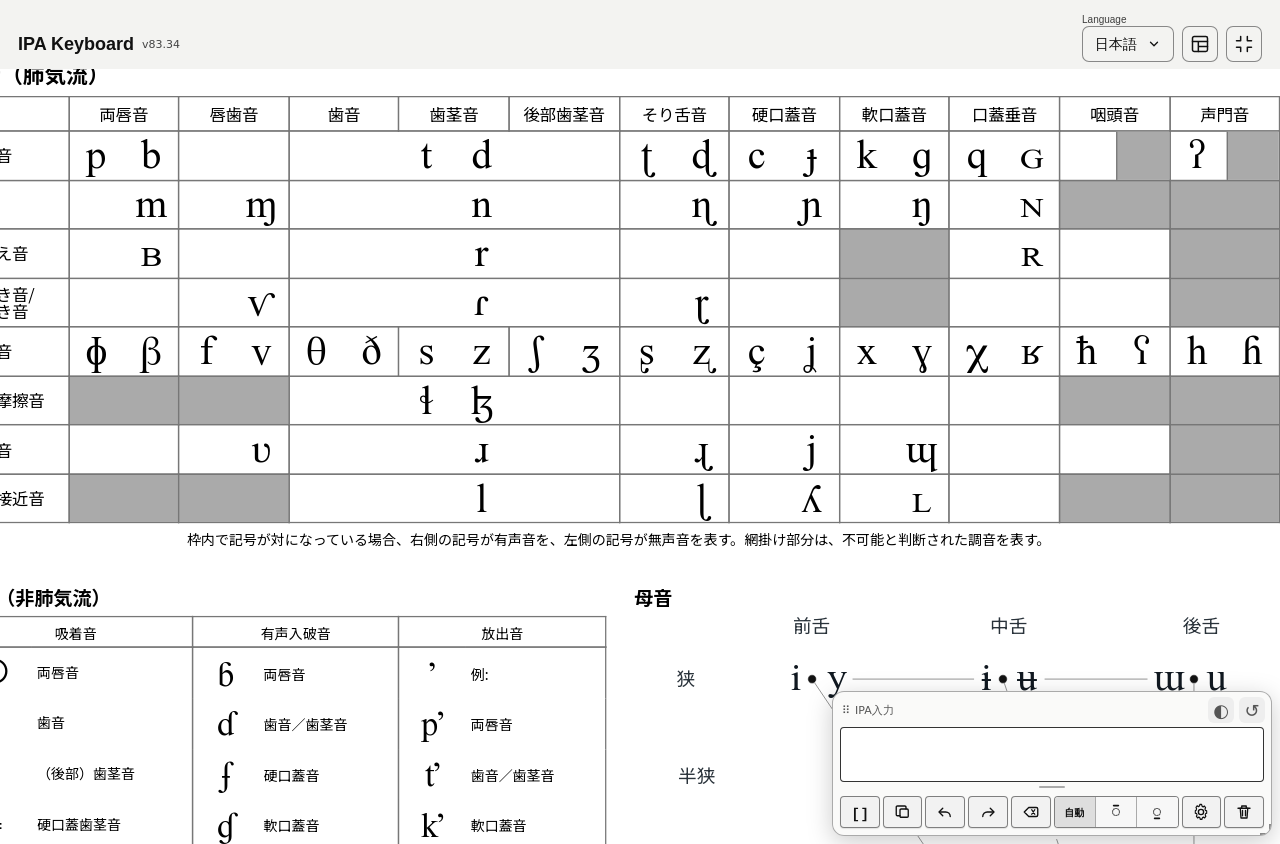 Language
IPA Keyboard v83.34
日本語
（肺気流）
両唇音 唇歯音 歯音 歯茎音 後部歯茎音 そり舌音 硬口蓋音 軟口蓋音 口蓋垂音 咽頭音 声門音
音 p b t d ʈ ɖ c ɟ k ɡ q ɢ ʔ
m ɱ n ɳ ɲ ŋ ɴ
え音 ʙ r ʀ
き音/
き音 ⱱ ɾ ɽ
音 ɸ β f v θ ð s z ʃ ʒ ʂ ʐ ç ʝ x ɣ χ ʁ ħ ʕ h ɦ
摩擦音 ɬ ɮ
音 ʋ ɹ ɻ j ɰ
接近音 l ɭ ʎ ʟ
枠内で記号が対になっている場合、右側の記号が有声音を、左側の記号が無声音を表す。網掛け部分は、不可能と判断された調音を表す。
（非肺気流）
吸着音 有声入破音 放出音
両唇音 ɓ 両唇音 ʼ 例:
歯音 ɗ 歯音／歯茎音 pʼ 両唇音
（後部）歯茎音 ʄ 硬口蓋音 tʼ 歯音／歯茎音
硬口蓋歯茎音 ɠ 軟口蓋音 kʼ 軟口蓋音
母音
前舌 中舌 後舌
狭 i • y ɨ • ʉ ɯ • u
半狭
IPA入力
[ ] 自動